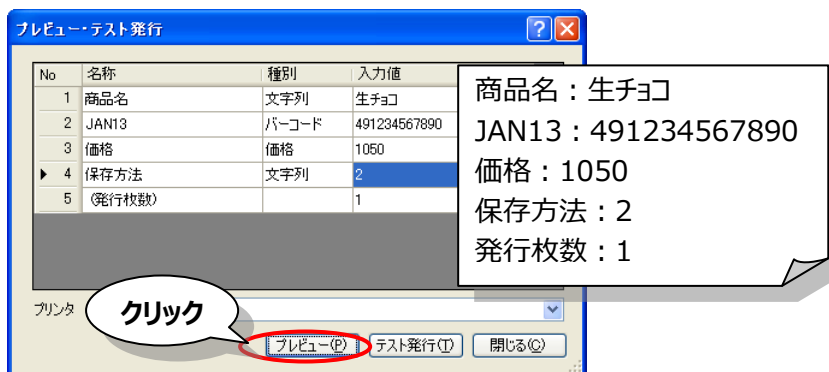 プレビュー・テスト発行
No 名称 種別 入力値
1 商品名 文字列 生チョコ
2 JAN13 バーコード 491234567890
3 価格 価格 1050
4 保存方法 文字列 2
5 (発行枚数) 1
商品名：生チョコ
JAN13：491234567890
価格：1050
保存方法：2
発行枚数：1
プリンタ
クリック
プレビュー(P) テスト発行(T) 閉じる(C)